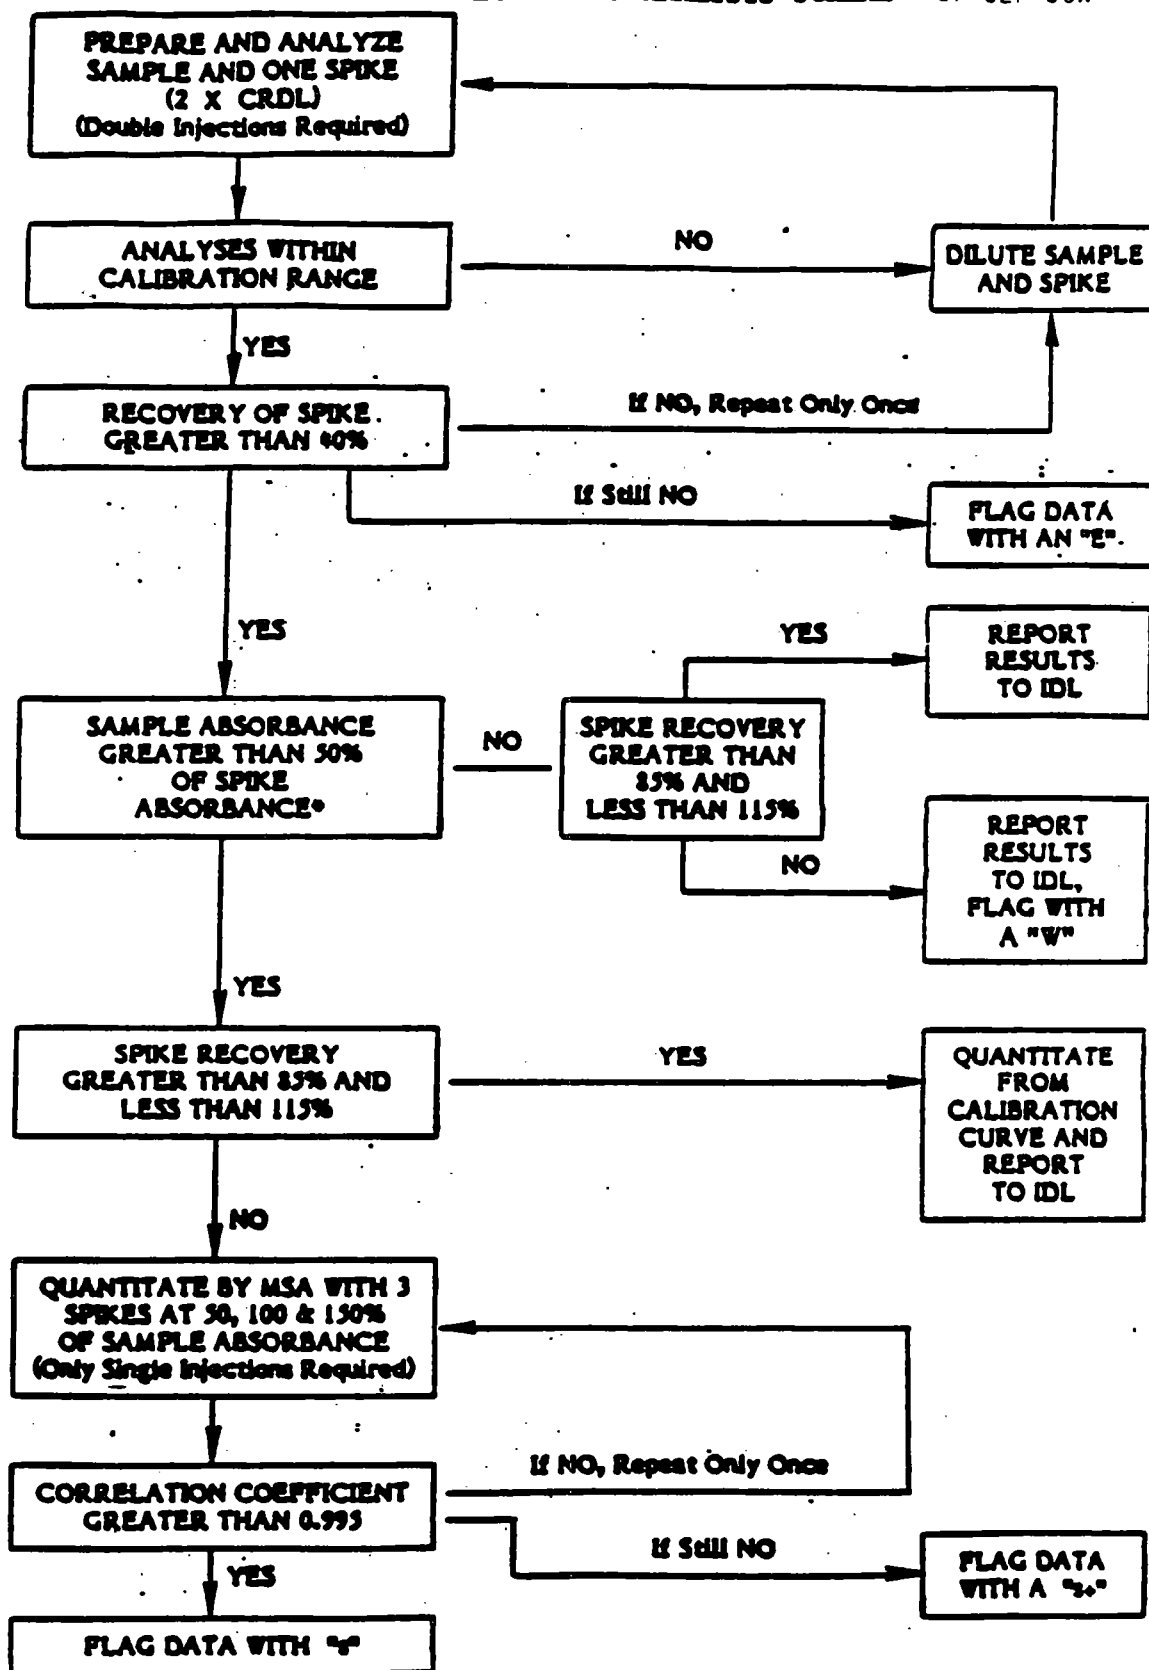 PREPARE AND ANALYZE
SAMPLE AND ONE SPIKE
(2 X CRDL)
(Double Injections Required)
ANALYSES WITHIN
CALIBRATION RANGE
NO
DILUTE SAMPLE
AND SPIKE
YES
RECOVERY OF SPIKE
GREATER THAN 40%
If NO, Repeat Only Once
If Still NO
FLAG DATA
WITH AN "E"
YES
SAMPLE ABSORBANCE
GREATER THAN 50%
OF SPIKE
ABSORBANCE*
NO
SPIKE RECOVERY
GREATER THAN
85% AND
LESS THAN 115%
YES
REPORT
RESULTS
TO IDL
NO
REPORT
RESULTS
TO IDL,
FLAG WITH
A "W"
YES
SPIKE RECOVERY
GREATER THAN 85% AND
LESS THAN 115%
YES
QUANTITATE
FROM
CALIBRATION
CURVE AND
REPORT
TO IDL
NO
QUANTITATE BY MSA WITH 3
SPIKES AT 50, 100 & 150%
OF SAMPLE ABSORBANCE
(Only Single Injections Required)
CORRELATION COEFFICIENT
GREATER THAN 0.995
If NO, Repeat Only Once
If Still NO
FLAG DATA
WITH A "s+"
YES
FLAG DATA WITH "s"